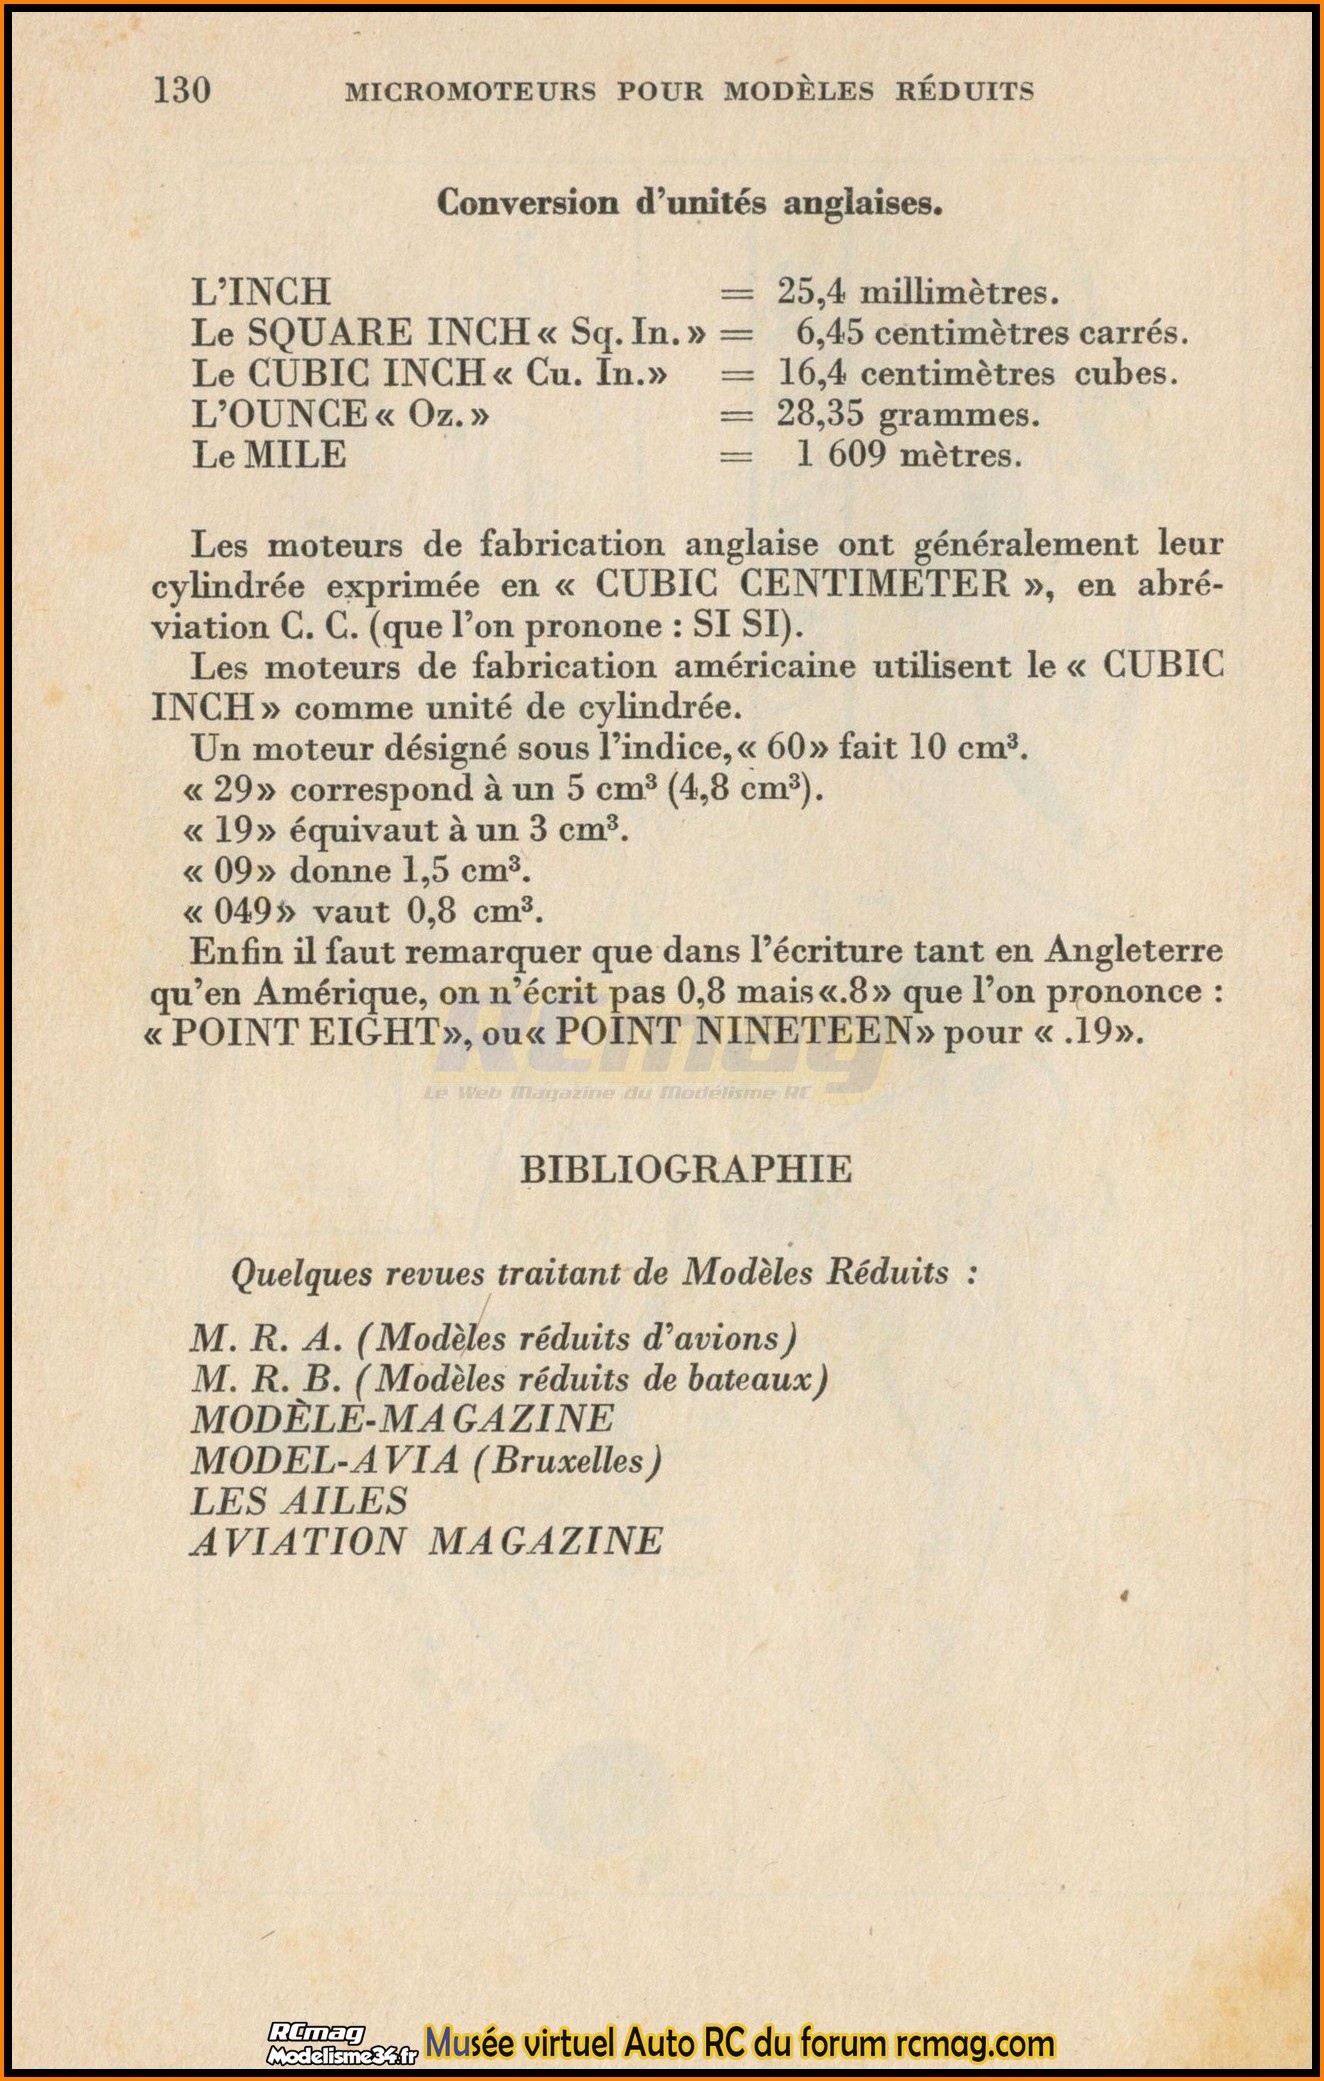 130 MICROMOTEURS POUR MODÈLES RÉDUITS
Conversion d'unités anglaises.
L'INCH = 25,4 millimètres.
Le SQUARE INCH « Sq. In. » = 6,45 centimètres carrés.
Le CUBIC INCH « Cu. In.» = 16,4 centimètres cubes.
L'OUNCE « Oz. » = 28,35 grammes.
Le MILE = 1 609 mètres.
Les moteurs de fabrication anglaise ont généralement leur
cylindrée exprimée en « CUBIC CENTIMETER », en abré-
viation C. C. (que l'on pronone : SI SI).
Les moteurs de fabrication américaine utilisent le « CUBIC
INCH » comme unité de cylindrée.
Un moteur désigné sous l'indice, « 60 » fait 10 cm³.
« 29 » correspond à un 5 cm³ (4,8 cm³).
« 19 » équivaut à un 3 cm³.
« 09 » donne 1,5 cm³.
« 049 » vaut 0,8 cm³.
Enfin il faut remarquer que dans l'écriture tant en Angleterre
qu'en Amérique, on n'écrit pas 0,8 mais «.8» que l'on prononce :
« POINT EIGHT », ou « POINT NINETEEN » pour « .19».
RCmag
Le Web Magazine du Modélisme RC
BIBLIOGRAPHIE
Quelques revues traitant de Modèles Réduits :
M. R. A. (Modèles réduits d'avions)
M. R. B. (Modèles réduits de bateaux)
MODÈLE-MAGAZINE
MODEL-AVIA (Bruxelles)
LES AILES
AVIATION MAGAZINE
RCmag
Modelisme34.fr
Musée virtuel Auto RC du forum rcmag.com